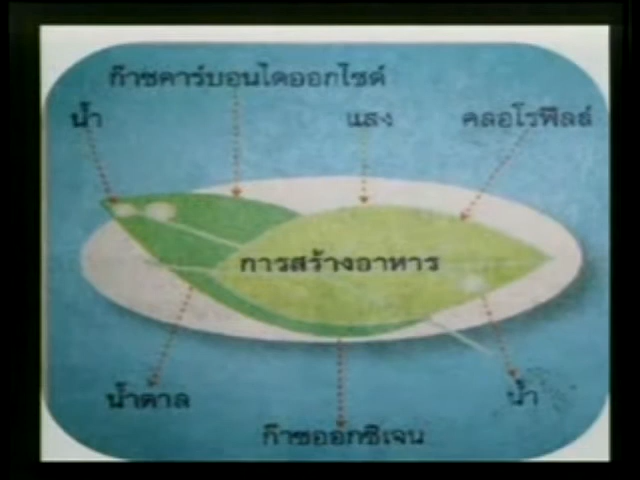 ก๊าซคาร์บอนไดออกไซด์
น้ำ
แสง
คลอโรฟิลล์
การสร้างอาหาร
น้ำตาล
น้ำ
ก๊าซออกซิเจน